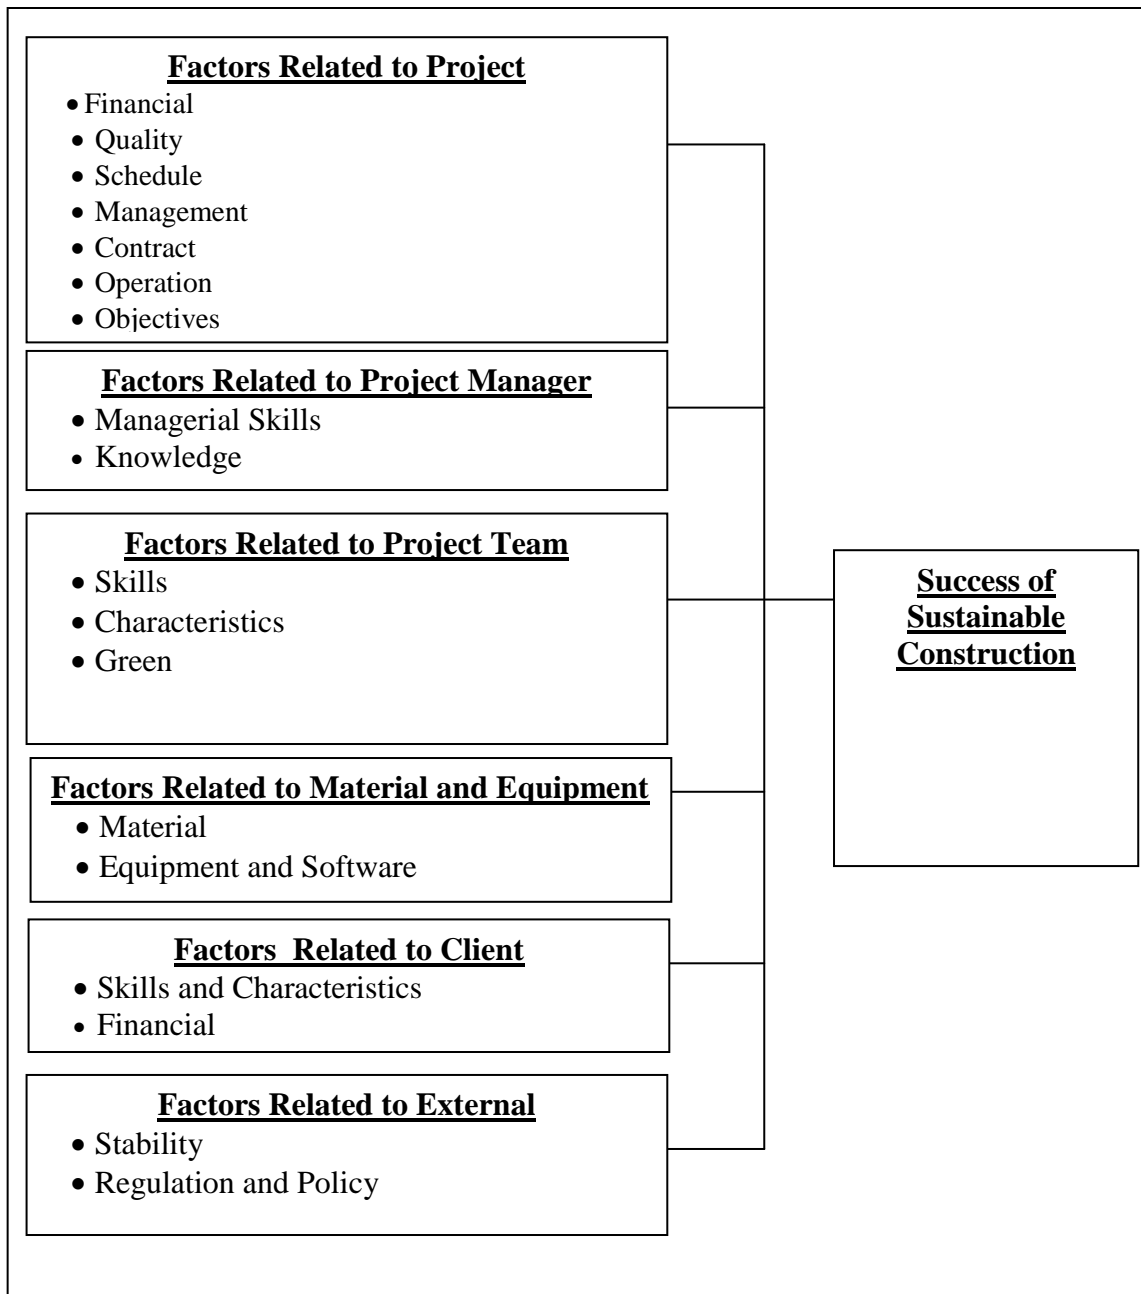 Factors Related to Project
• Financial
• Quality
• Schedule
• Management
• Contract
• Operation
• Objectives
Factors Related to Project Manager
• Managerial Skills
• Knowledge
Factors Related to Project Team
• Skills
• Characteristics
• Green
Factors Related to Material and Equipment
• Material
• Equipment and Software
Factors  Related to Client
• Skills and Characteristics
• Financial
Factors Related to External
• Stability
• Regulation and Policy
Success of
Sustainable
Construction